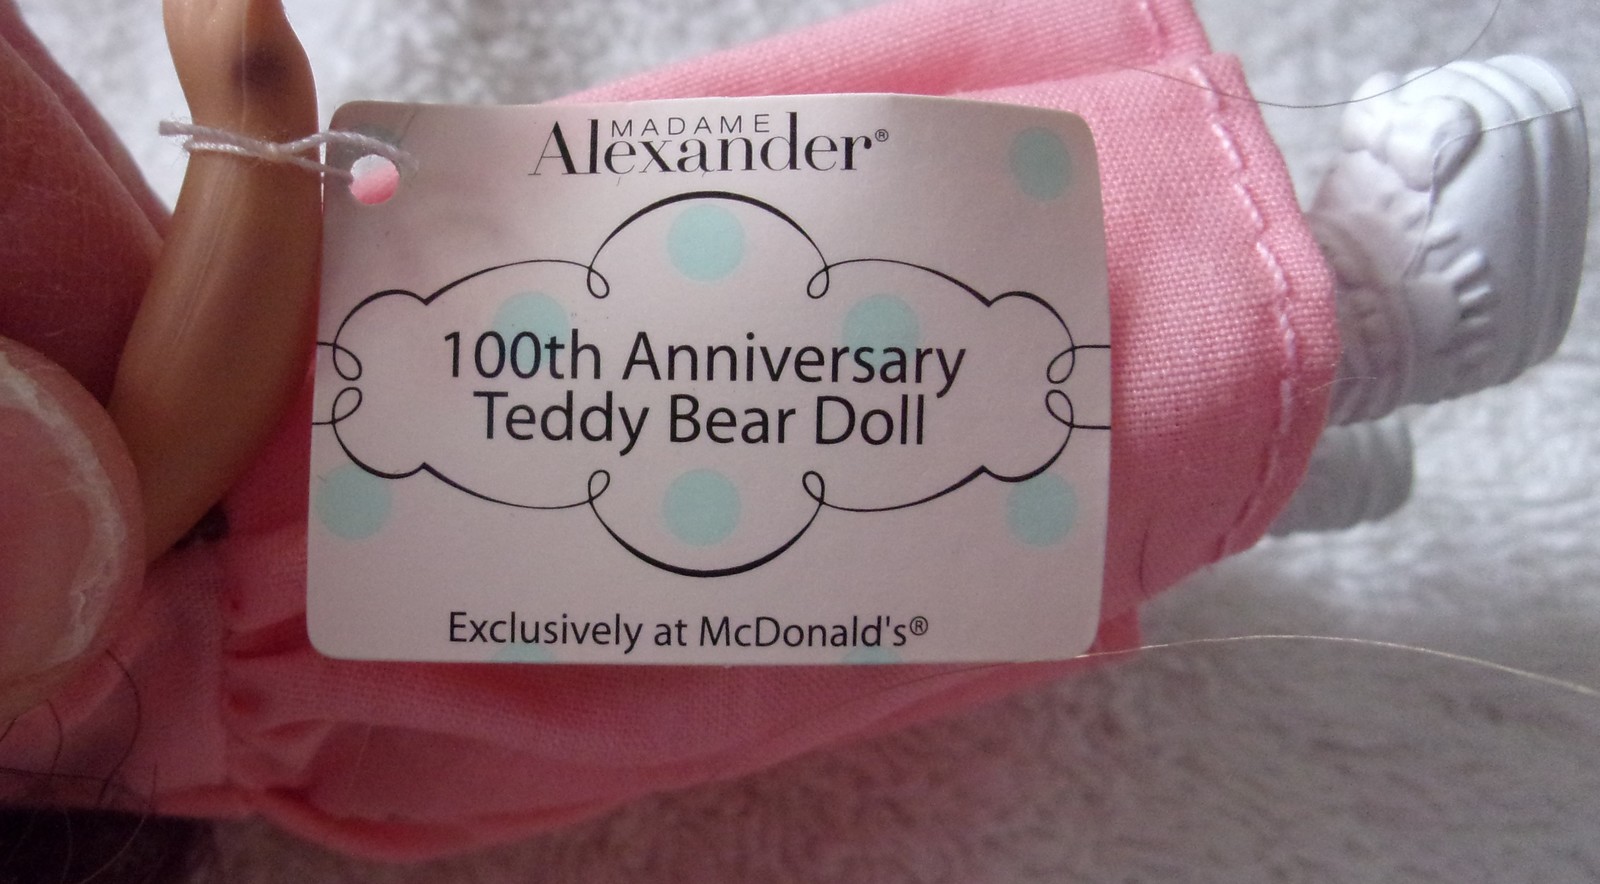 MADAME
Alexander®
100th Anniversary
Teddy Bear Doll
Exclusively at McDonald's®